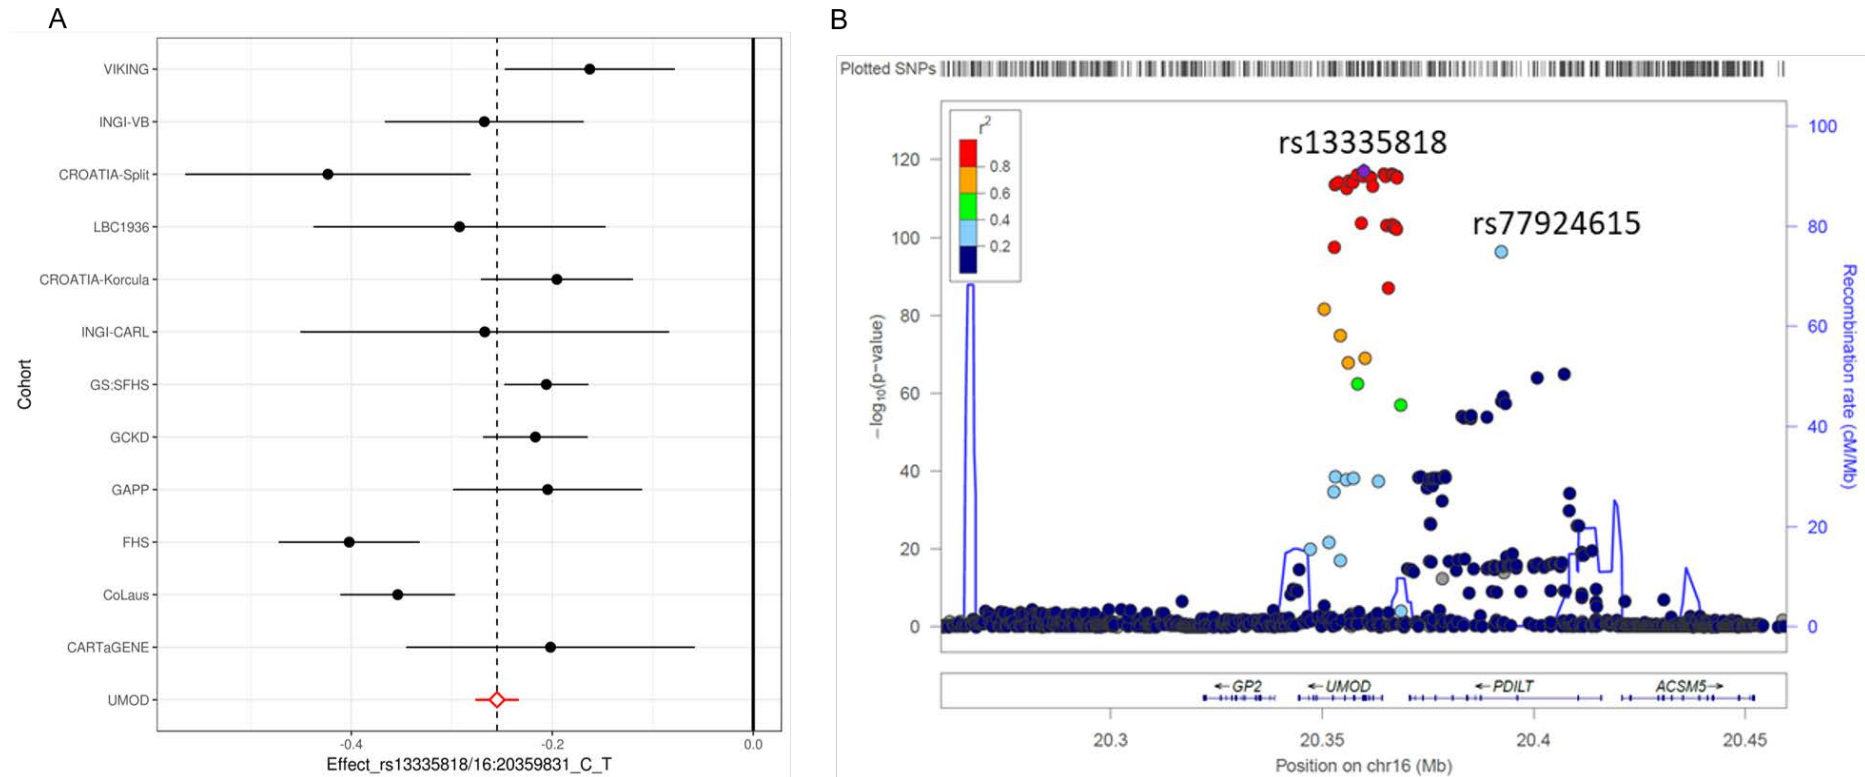 A
VIKING
INGI-VB
CROATIA-Split
LBC1936
CROATIA-Korcula
INGI-CARL
GS:SFHS
GCKD
GAPP
FHS
CoLaus
CARTaGENE
UMOD
Cohort
-0.4 -0.2 0.0
Effect_rs13335818/16:20359831_C_T
B
Plotted SNPs
r2
0.8
0.6
0.4
0.2
rs13335818
rs77924615
120
100
80
60
40
20
0
−log10(p−value)
100
80
60
40
20
0
Recombination rate (cM/Mb)
←GP2 ←UMOD ←PDILT ACSM5→
20.3 20.35 20.4 20.45
Position on chr16 (Mb)